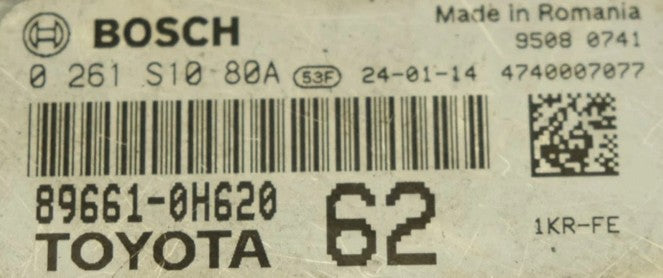 BOSCH
Made in Romania
9508 0741
0 261 S10 80A 53F 24-01-14 4740007077
89661-0H620
62
1KR-FE
TOYOTA